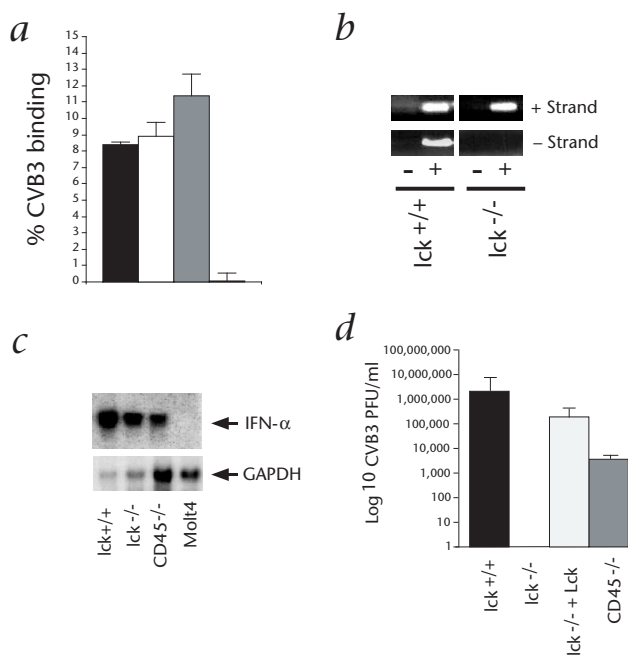 a
% CVB3 binding
15
14
13
12
11
10
9
8
7
6
5
4
3
2
1
0
b
+ Strand
– Strand
- + - +
lck +/+
lck -/-
c
IFN-α
GAPDH
lck+/+
lck-/-
CD45-/-
Molt4
d
Log10 CVB3 PFU/ml
100,000,000
10,000,000
1,000,000
100,000
10,000
1,000
100
10
1
lck+/+
lck-/-
lck-/- + Lck
CD45-/-